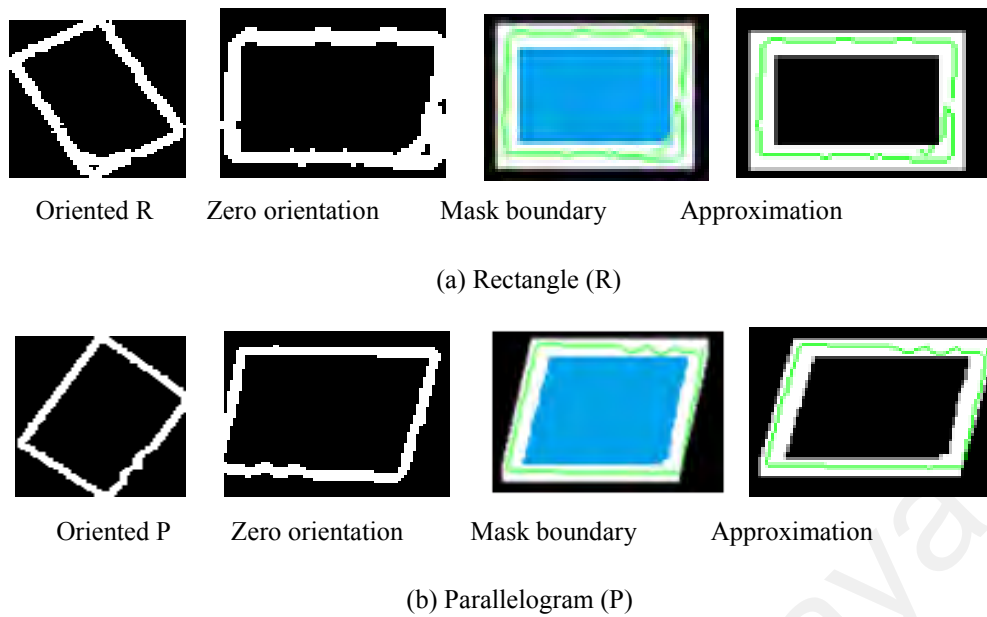 Oriented R Zero orientation Mask boundary Approximation
(a) Rectangle (R)
Oriented P Zero orientation Mask boundary Approximation
(b) Parallelogram (P)